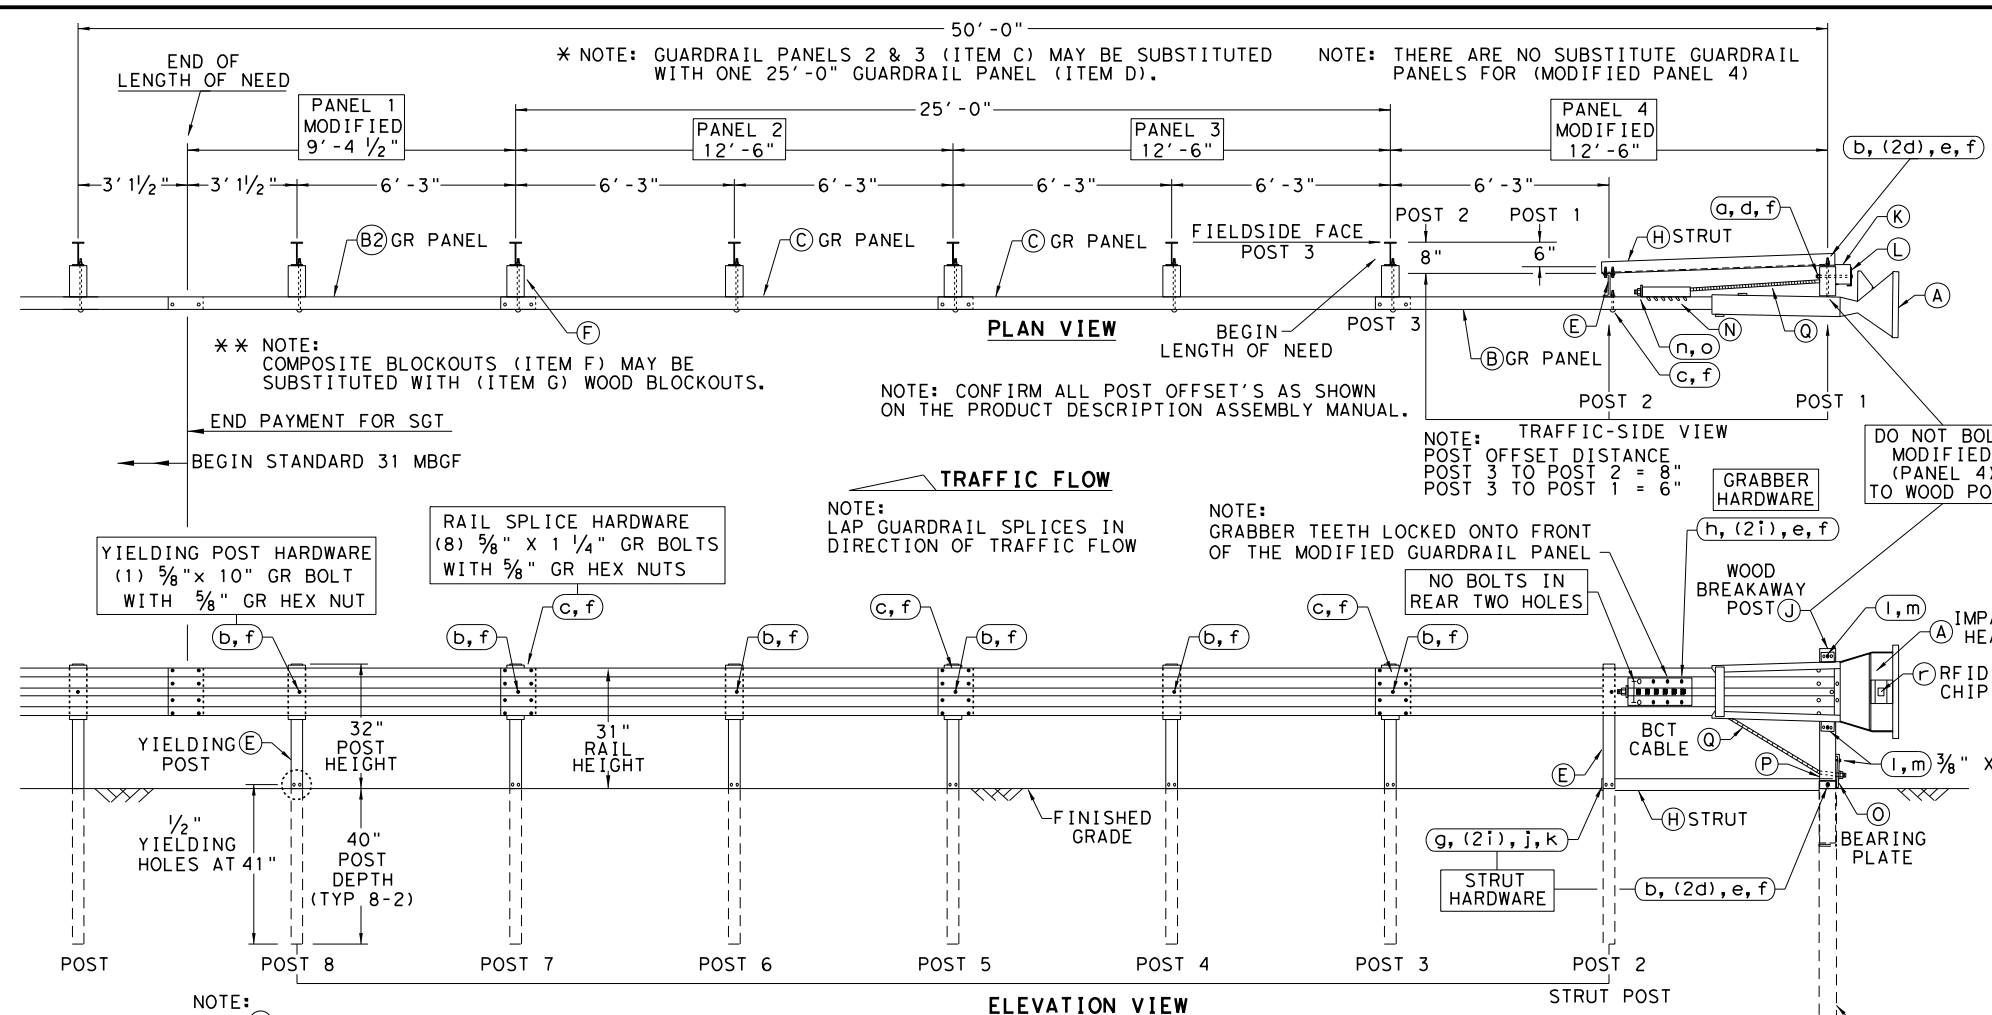 50'-0"
* NOTE: GUARDRAIL PANELS 2 & 3 (ITEM C) MAY BE SUBSTITUTED
WITH ONE 25'-0" GUARDRAIL PANEL (ITEM D).
NOTE: THERE ARE NO SUBSTITUTE GUARDRAIL
PANELS FOR (MODIFIED PANEL 4)
END OF
LENGTH OF NEED
PANEL 1
MODIFIED
9'-4 1/2"
25'-0"
PANEL 2
12'-6"
PANEL 3
12'-6"
PANEL 4
MODIFIED
12'-6"
b, (2d), e, f
3' 1/2"
3' 1/2"
6'-3"
6'-3"
6'-3"
6'-3"
6'-3"
6'-3"
POST 2
POST 1
a, d, f
K
B2 GR PANEL
C GR PANEL
C GR PANEL
FIELDSIDE FACE
POST 3
8"
6"
H STRUT
L
F
PLAN VIEW
BEGIN
LENGTH OF NEED
POST 3
E
N
Q
A
n, o
B GR PANEL
c, f
** NOTE:
COMPOSITE BLOCKOUTS (ITEM F) MAY BE
SUBSTITUTED WITH (ITEM G) WOOD BLOCKOUTS.
NOTE: CONFIRM ALL POST OFFSET'S AS SHOWN
ON THE PRODUCT DESCRIPTION ASSEMBLY MANUAL.
POST 2
POST 1
END PAYMENT FOR SGT
BEGIN STANDARD 31 MBGF
TRAFFIC-SIDE VIEW
NOTE:
POST OFFSET DISTANCE
POST 3 TO POST 2 = 8"
POST 3 TO POST 1 = 6"
DO NOT BOL
MODIFIED
(PANEL 4)
TO WOOD PO
TRAFFIC FLOW
NOTE:
LAP GUARDRAIL SPLICES IN
DIRECTION OF TRAFFIC FLOW
NOTE:
GRABBER TEETH LOCKED ONTO FRONT
OF THE MODIFIED GUARDRAIL PANEL
GRABBER
HARDWARE
h, (2i), e, f
YIELDING POST HARDWARE
(1) 5/8"x 10" GR BOLT
WITH 5/8" GR HEX NUT
RAIL SPLICE HARDWARE
(8) 5/8" X 1 1/4" GR BOLTS
WITH 5/8" GR HEX NUTS
NO BOLTS IN
REAR TWO HOLES
WOOD
BREAKAWAY
POST J
l, m
A IMPA
HEA
b, f
c, f
b, f
b, f
c, f
b, f
b, f
c, f
b, f
r RFID
CHIP
YIELDING E
POST
32"
POST
HEIGHT
31"
RAIL
HEIGHT
BCT
CABLE
Q
E
P
l, m 3/8" X
1/2"
YIELDING
HOLES AT 41"
40"
POST
DEPTH
(TYP 8-2)
FINISHED
GRADE
H STRUT
O
BEARING
PLATE
g, (2i), j, k
STRUT
HARDWARE
b, (2d), e, f
POST
POST 8
POST 7
POST 6
POST 5
POST 4
POST 3
POST 2
STRUT POST
NOTE:
ELEVATION VIEW